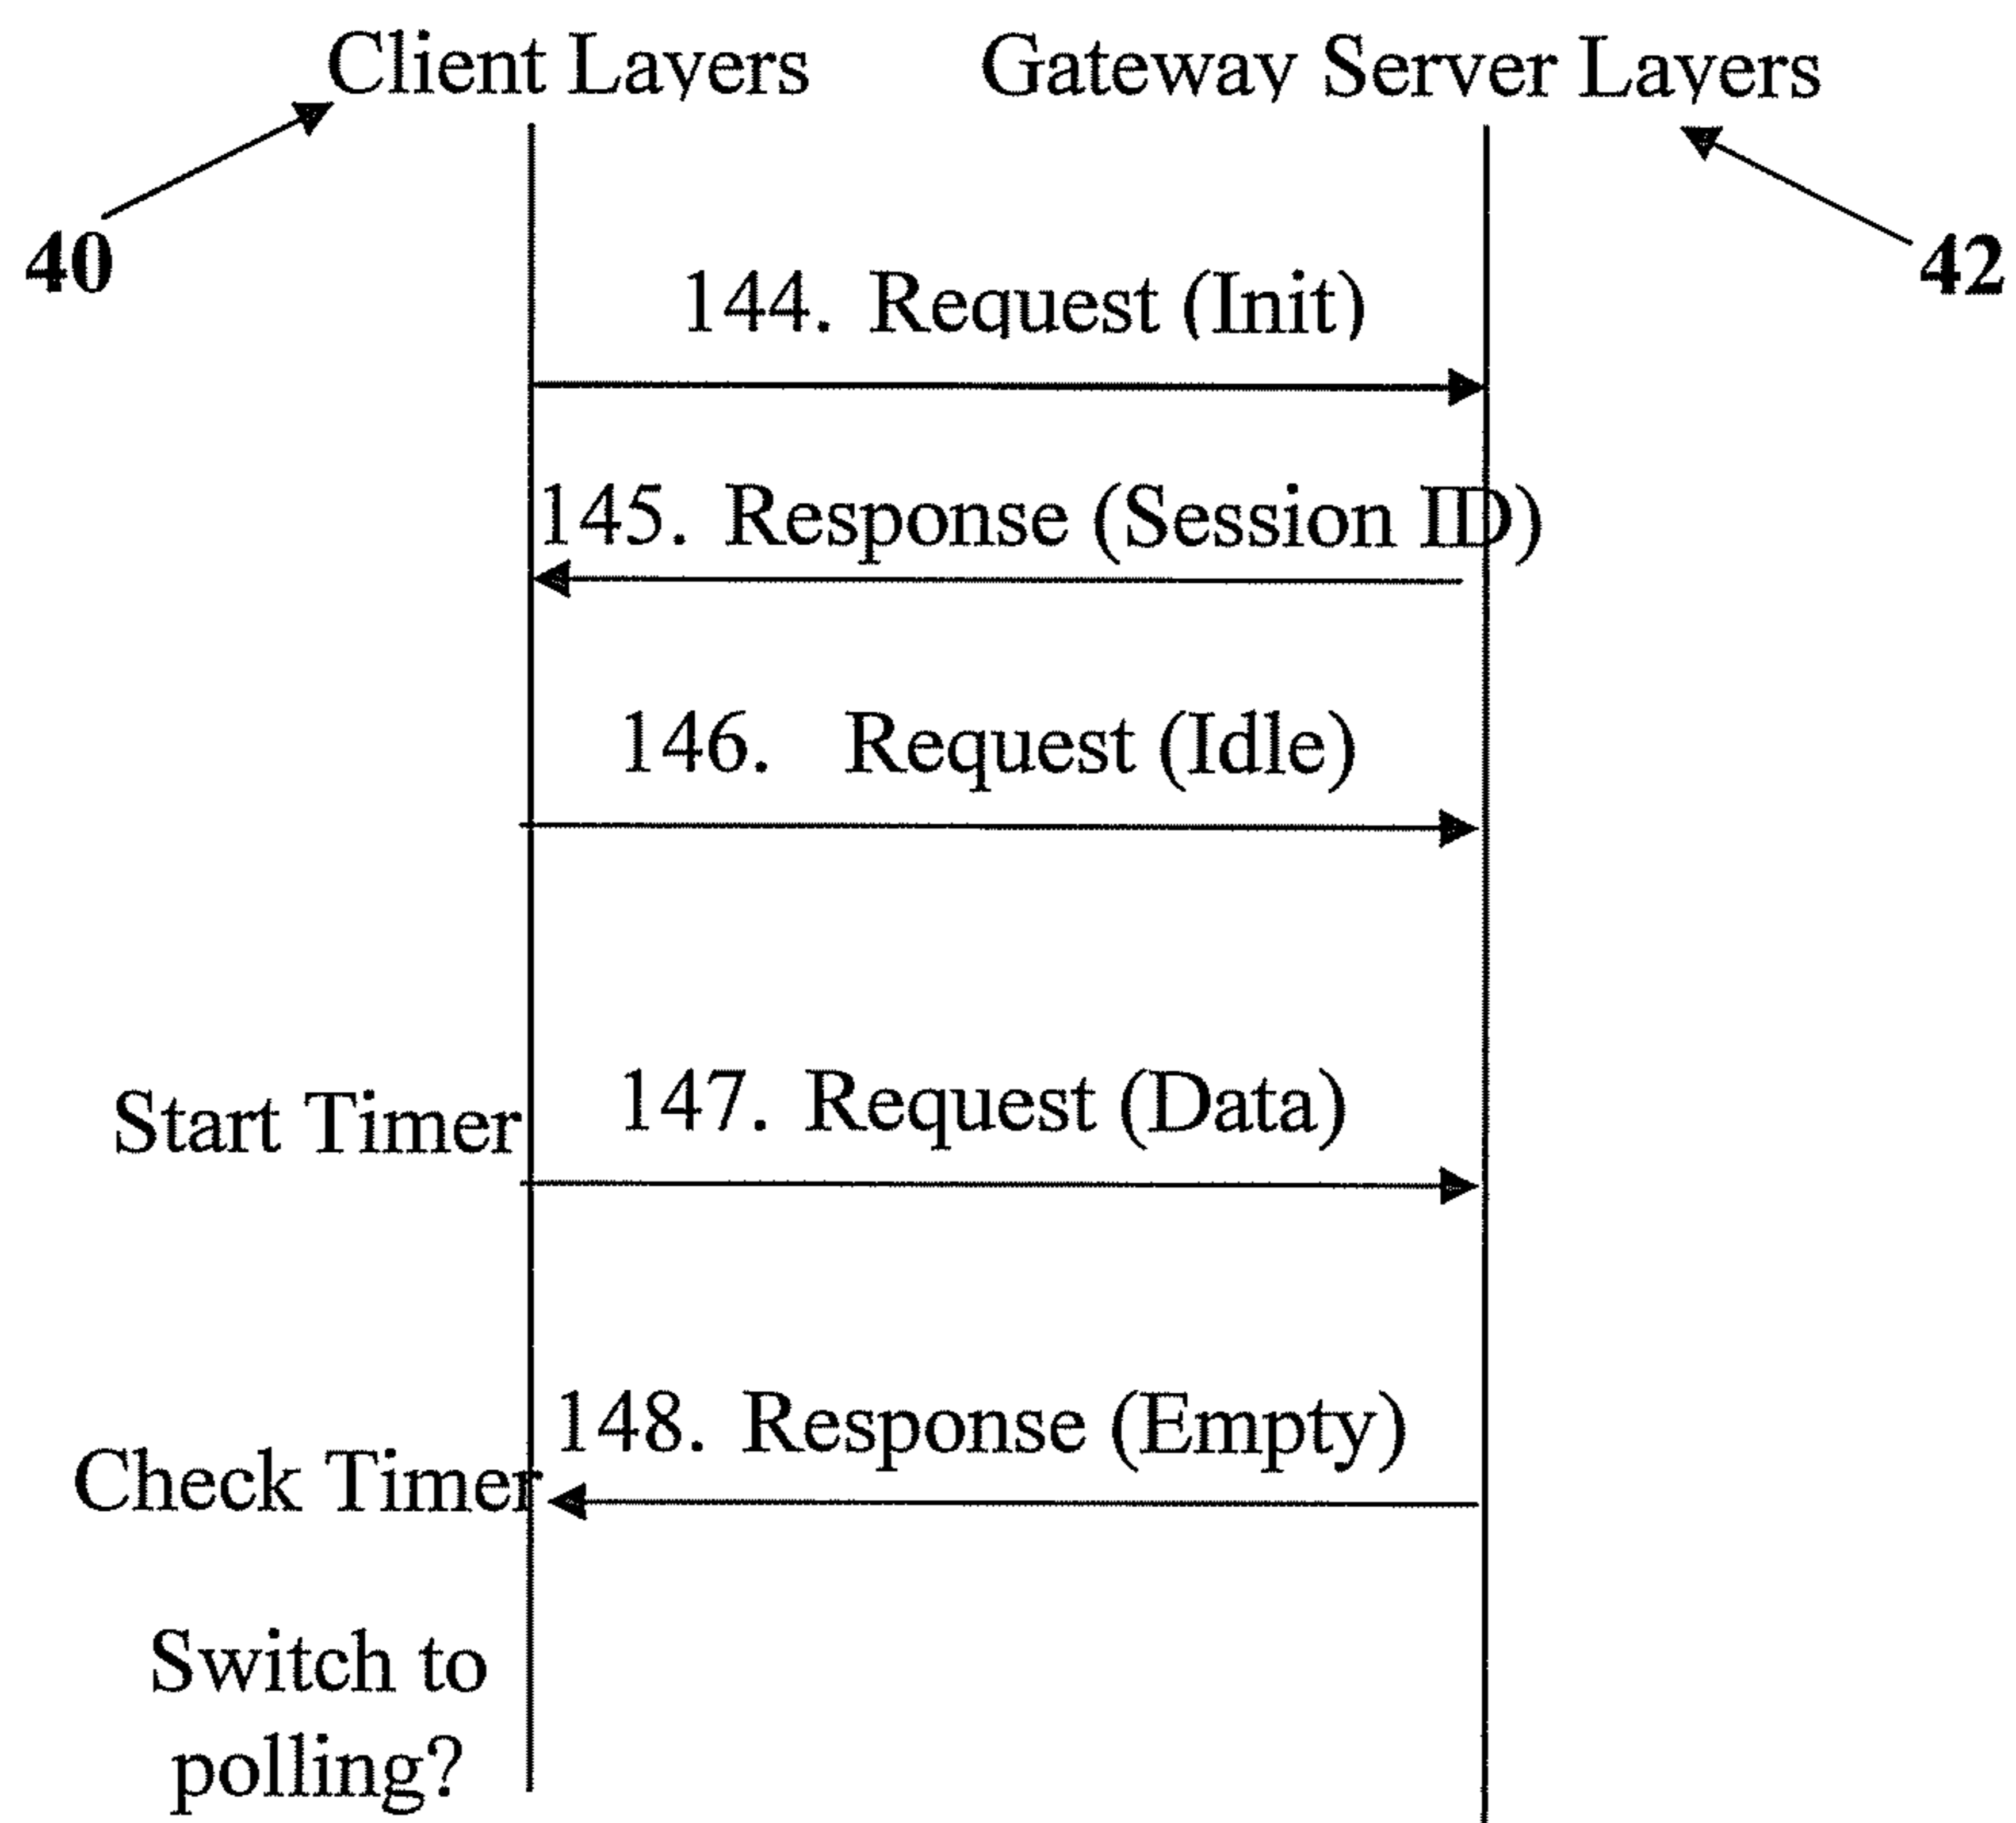 Client Layers
Gateway Server Layers
40
42
144. Request (Init)
145. Response (Session ID)
146. Request (Idle)
Start Timer
147. Request (Data)
Check Timer
148. Response (Empty)
Switch to
polling?